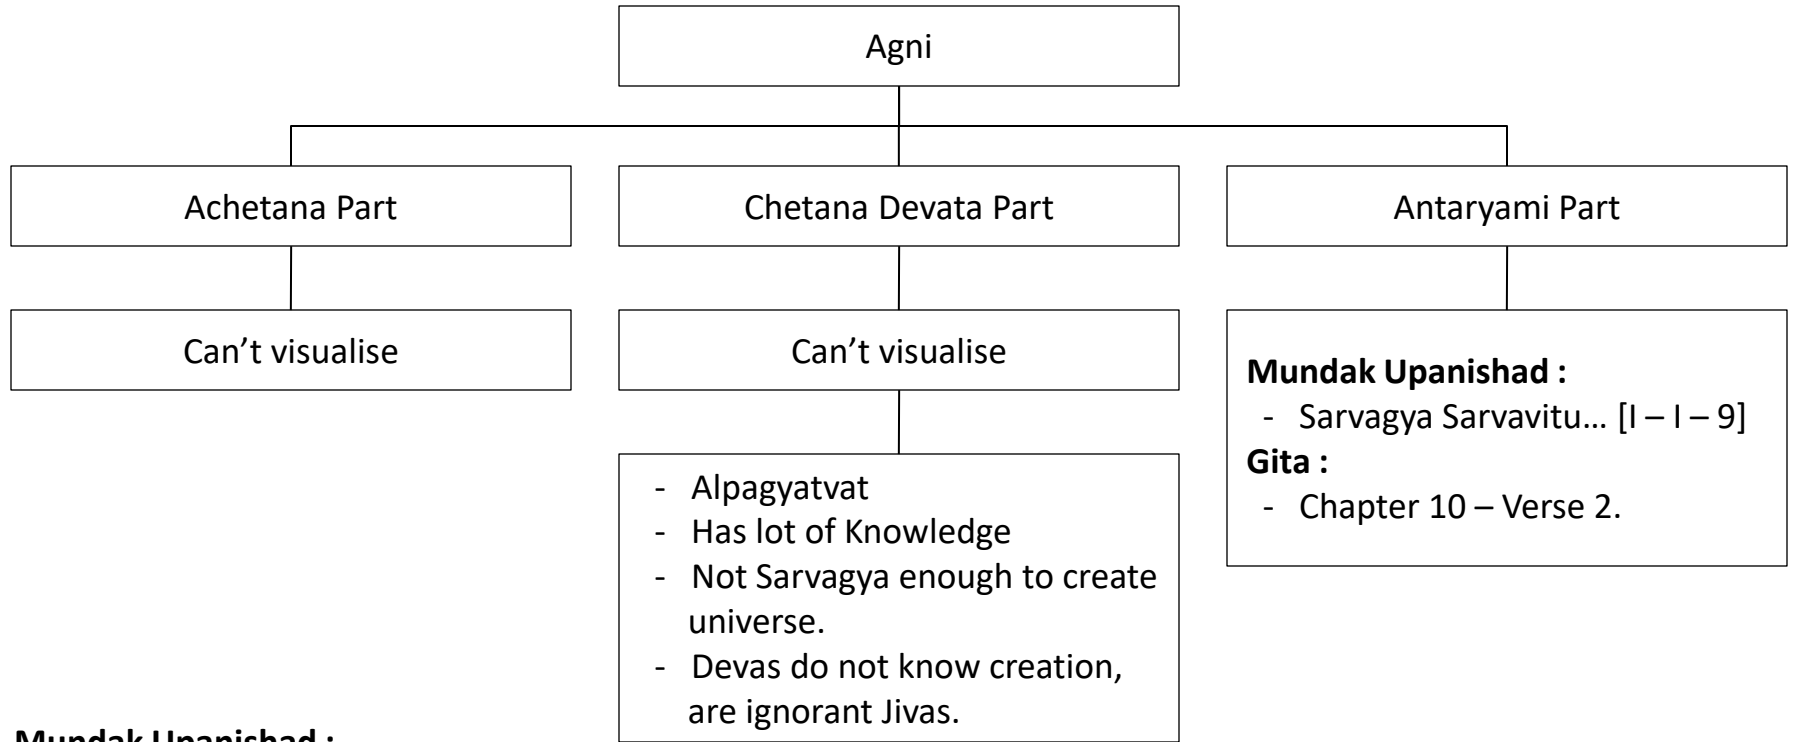 Agni
Achetana Part
Chetana Devata Part
Antaryami Part
Can’t visualise
Can’t visualise
- Alpagyatvat
- Has lot of Knowledge
- Not Sarvagya enough to create
universe.
- Devas do not know creation,
are ignorant Jivas.
Mundak Upanishad :
- Sarvagya Sarvavitu… [I – I – 9]
Gita :
- Chapter 10 – Verse 2.
Mundak Upanishad :